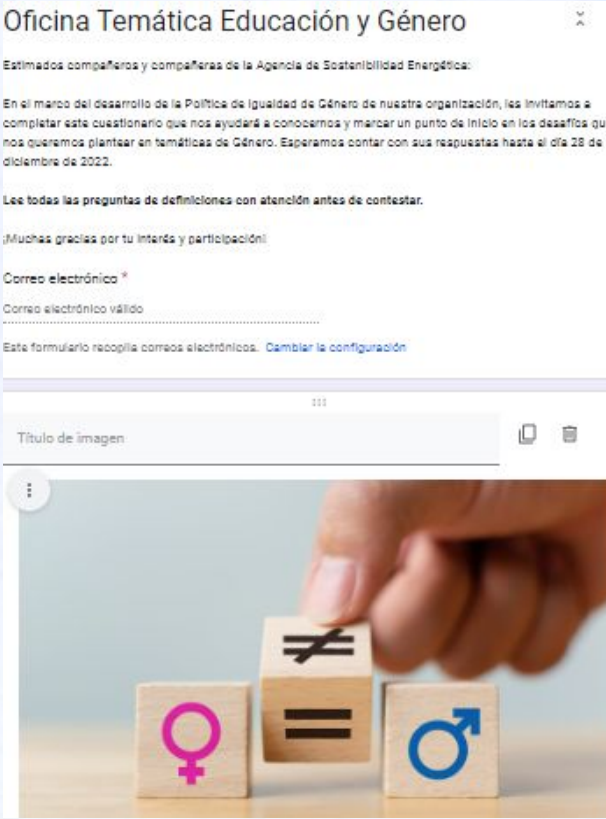 Oficina Temática Educación y Género
Estimados compañeros y compañeras de la Agencia de Sostenibilidad Energética:
En el marco del desarrollo de la Política de Igualdad de Género de nuestra organización, les invitamos a
completar este cuestionario que nos ayudará a conocernos y marcar un punto de inicio en los desafíos qu
nos queremos plantear en temáticas de Género. Esperamos contar con sus respuestas hasta el día 28 de
diciembre de 2022.
Lee todas las preguntas de definiciones con atención antes de contestar.
¡Muchas gracias por tu interés y participación!
Correo electrónico *
Correo electrónico válido
Este formulario recopila correos electrónicos. Cambiar la configuración
Título de imagen
≠
=